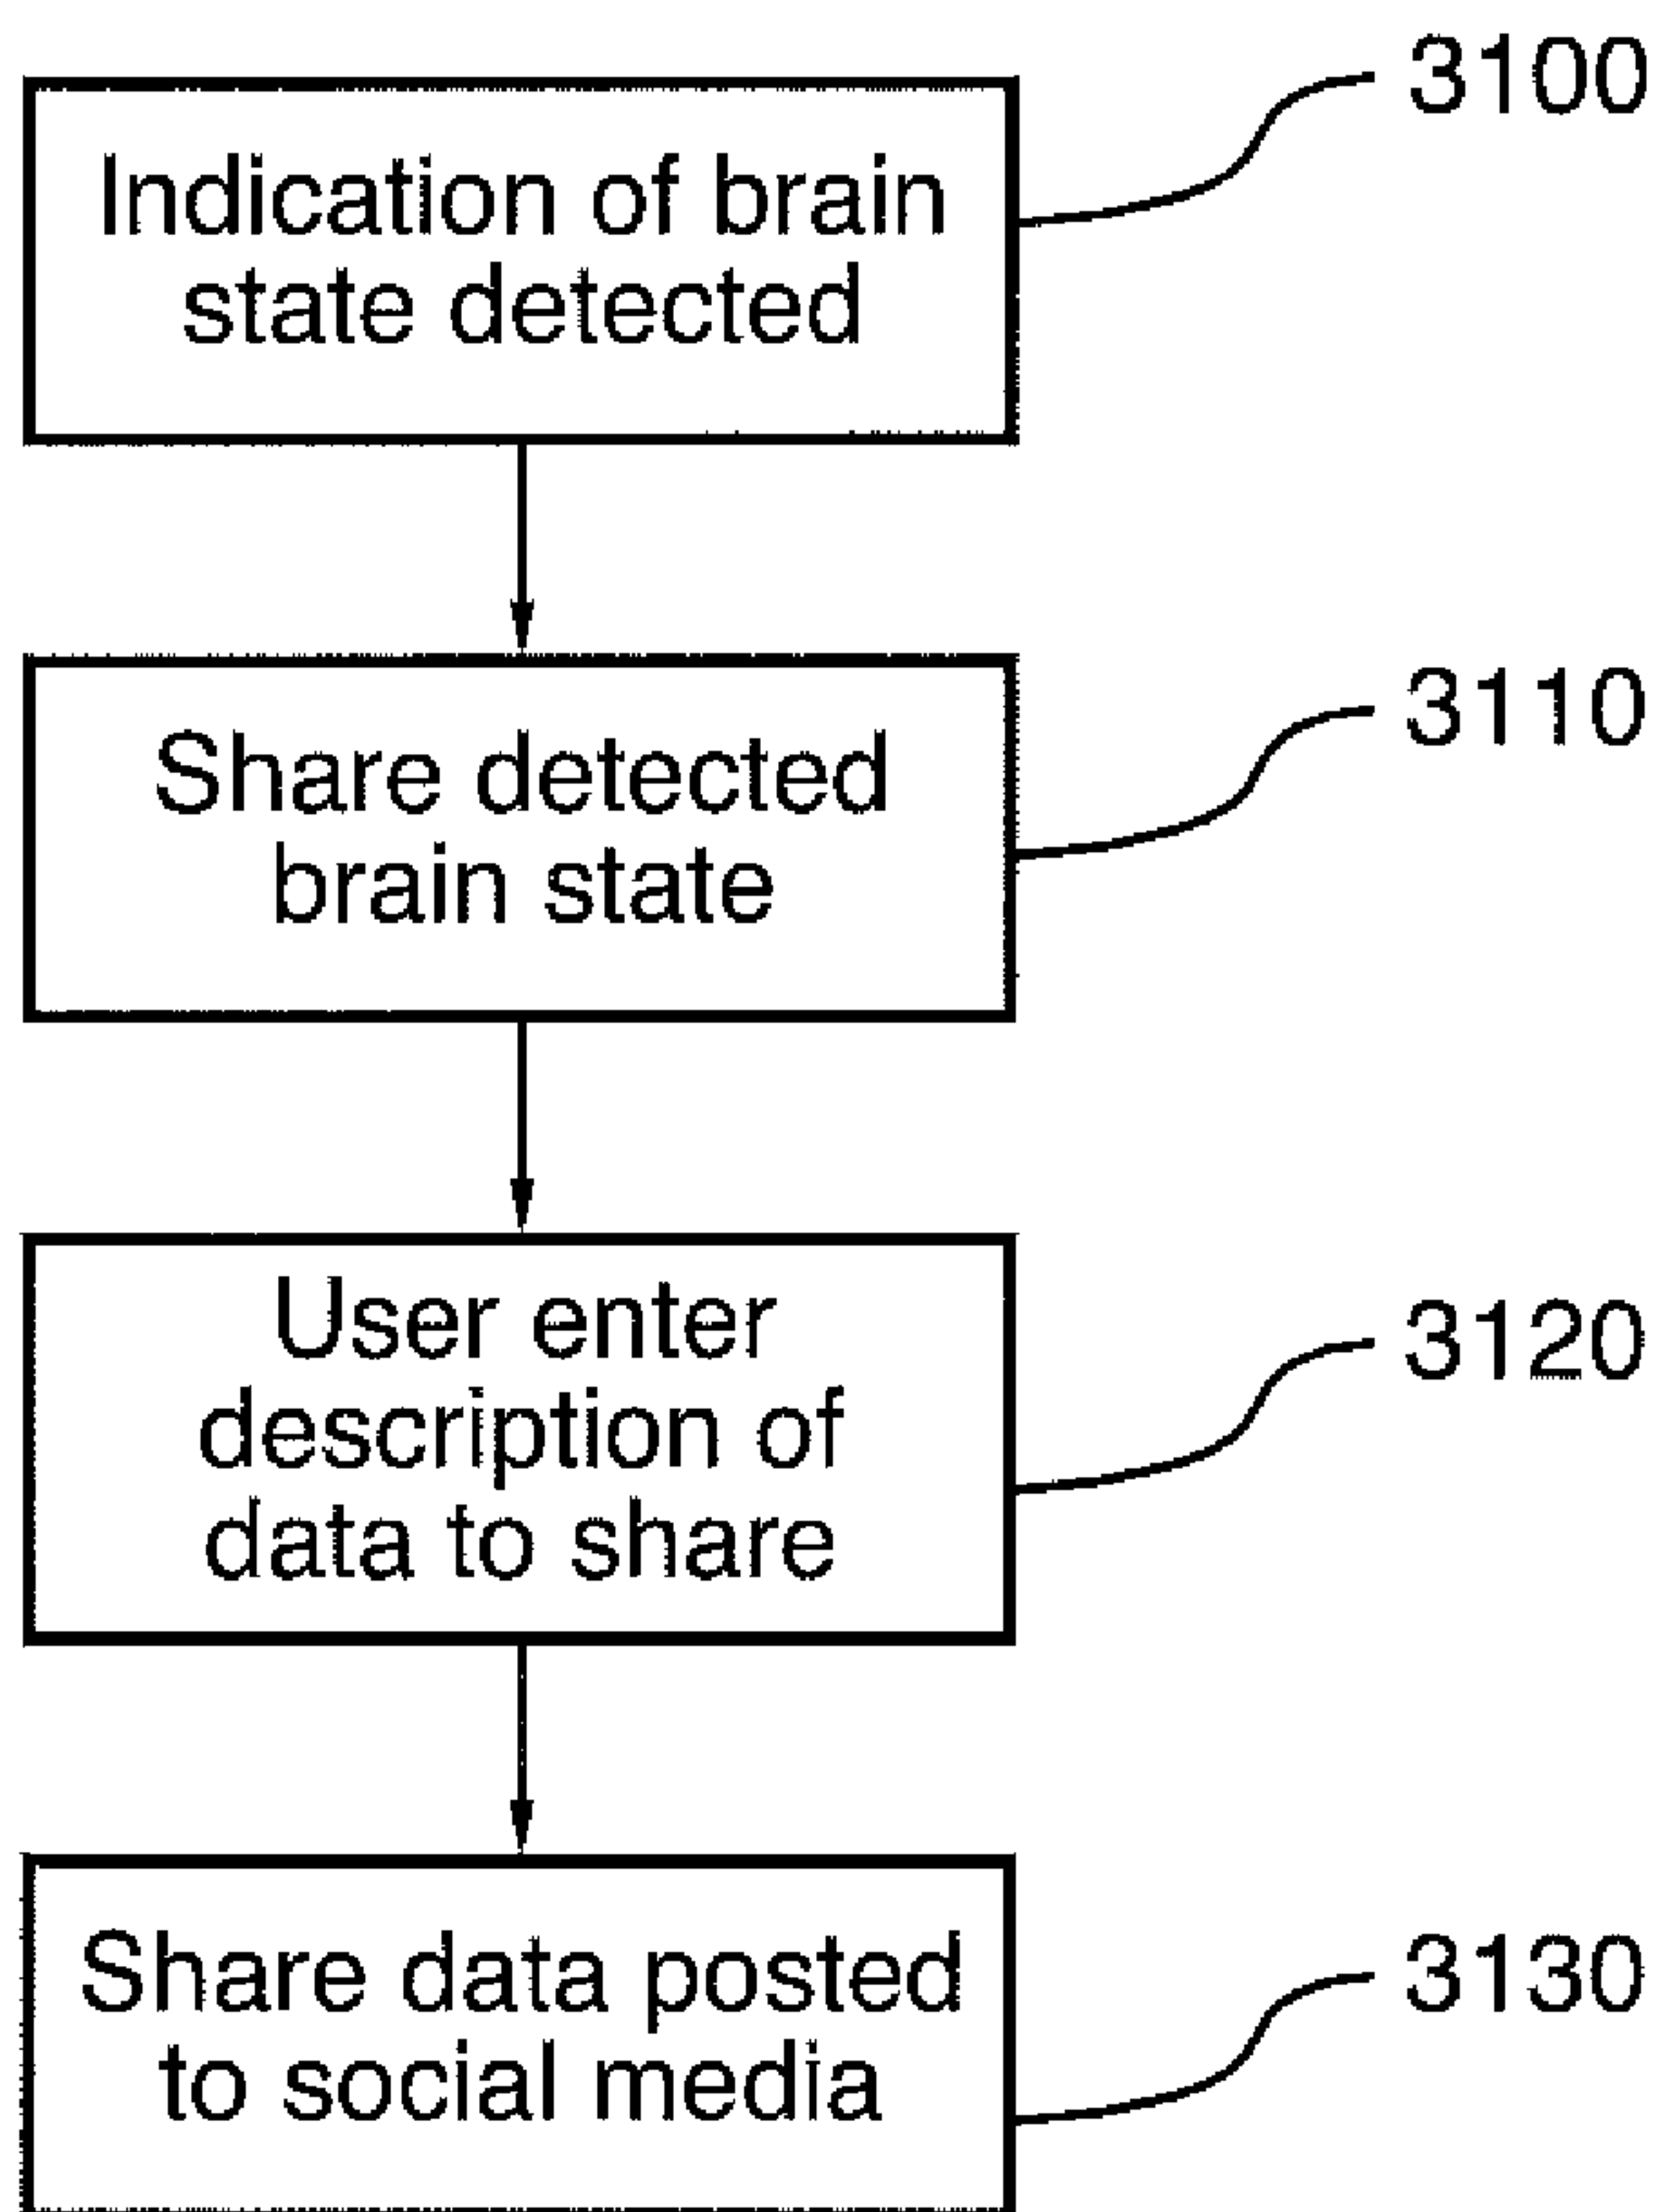 3100
Indication of brain
state detected
3110
Share detected
brain state
User enter
3120
description of
data to share
3130
Share data posted
to social media